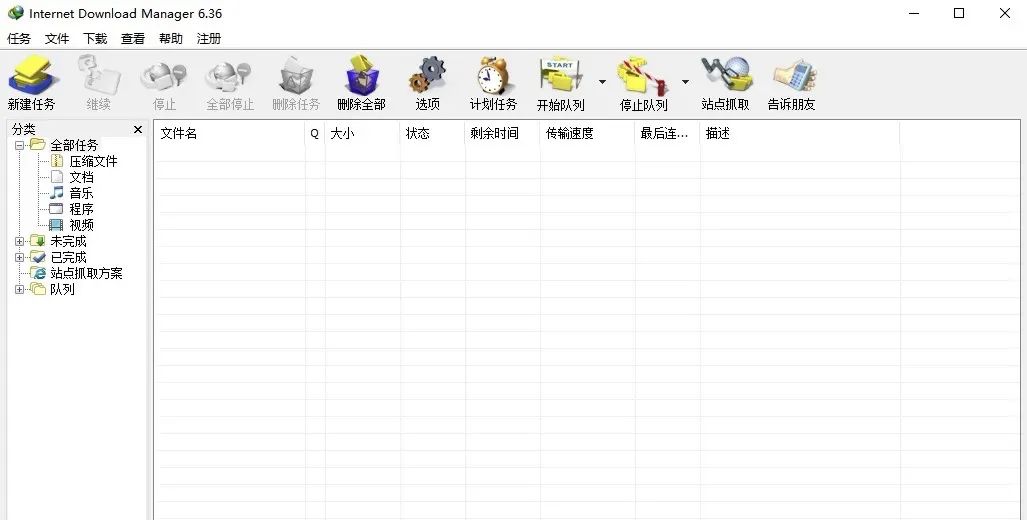 Internet Download Manager 6.36
任务 文件 下载 查看 帮助 注册
START
新建任务 继续 停止 全部停止 删除任务 删除全部 选项 计划任务 开始队列 停止队列 站点抓取 告诉朋友
分类
文件名 Q 大小 状态 剩余时间 传输速度 最后连... 描述
全部任务
压缩文件
文档
音乐
程序
视频
未完成
已完成
站点抓取方案
队列